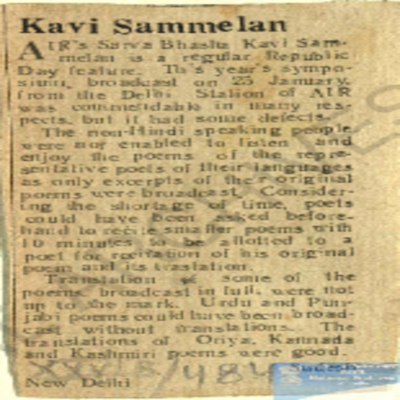 Kavi Sammelan
AIR's Sarva Bhasha Kavi Sam-
melan is a regular Republic
Day feature. This year's sympo-
sium, broadcast on 25 January,
from the Delhi Station of AIR
was commendable in many res-
pects, but it had some defects.
The non-Hindi speaking people
were not enabled to listen and
enjoy the poems of the repre-
sentative poets of their languages
as only excerpts of their original
poems were broadcast. Consider-
ing the shortage of time, poets
could have been asked before-
hand to recite smaller poems with
10 minutes to be allotted to a
poet for recitation of his original
poem and its traslation.
Translation of some of the
poems broadcast in full, were not
up to the mark. Urdu and Pun-
jabi poems could have been broad-
cast without translations. The
translations of Oriya, Kannada
and Kashmiri poems were good.
New Delhi